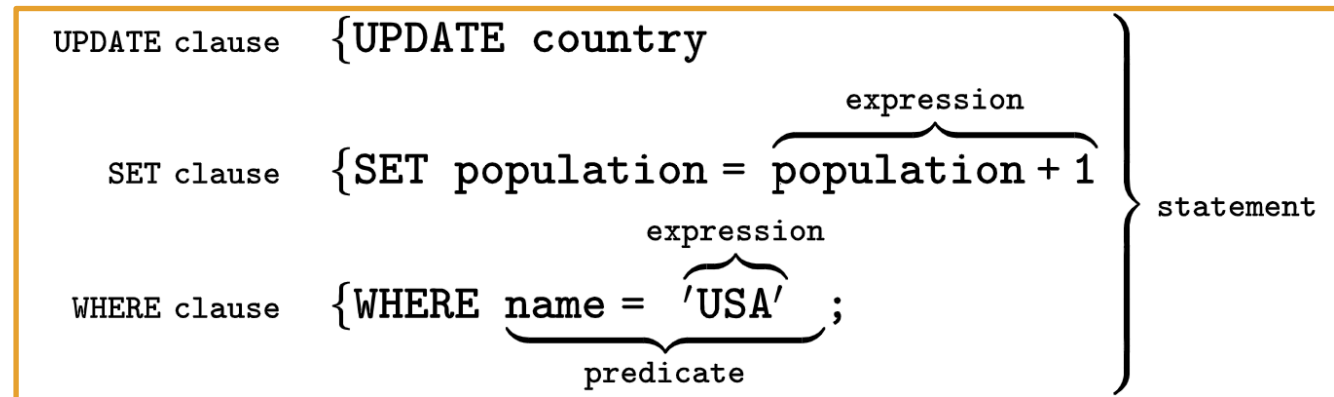 UPDATE clause {UPDATE country
expression
SET clause {SET population = population + 1
statement
expression
WHERE clause {WHERE name = 'USA' ;
predicate